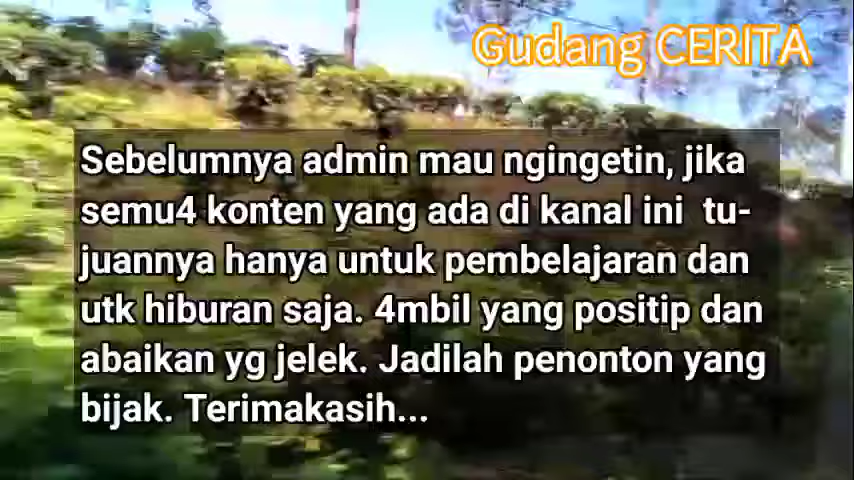 Gudang CERITA
Sebelumnya admin mau ngingetin, jika
semu4 konten yang ada di kanal ini tu-
juannya hanya untuk pembelajaran dan
utk hiburan saja. 4mbil yang positip dan
abaikan yg jelek. Jadilah penonton yang
bijak. Terimakasih...